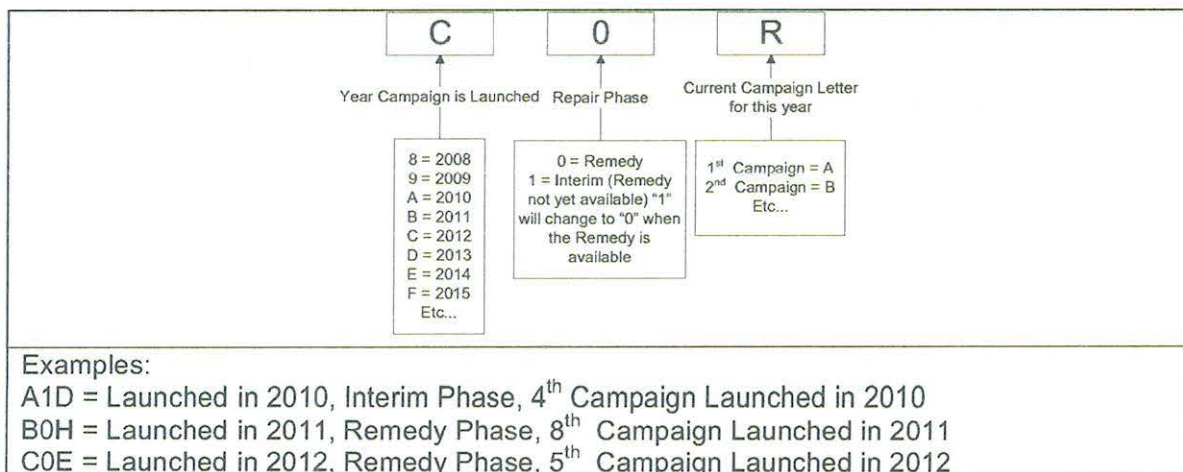 C 0 R
Year Campaign is Launched
Repair Phase
Current Campaign Letter
for this year
8 = 2008
9 = 2009
A = 2010
B = 2011
C = 2012
D = 2013
E = 2014
F = 2015
Etc...
0 = Remedy
1 = Interim (Remedy
not yet available) "1"
will change to "0" when
the Remedy is
available
1st Campaign = A
2nd Campaign = B
Etc...
Examples:
A1D = Launched in 2010, Interim Phase, 4th Campaign Launched in 2010
B0H = Launched in 2011, Remedy Phase, 8th Campaign Launched in 2011
C0E = Launched in 2012, Remedy Phase, 5th Campaign Launched in 2012